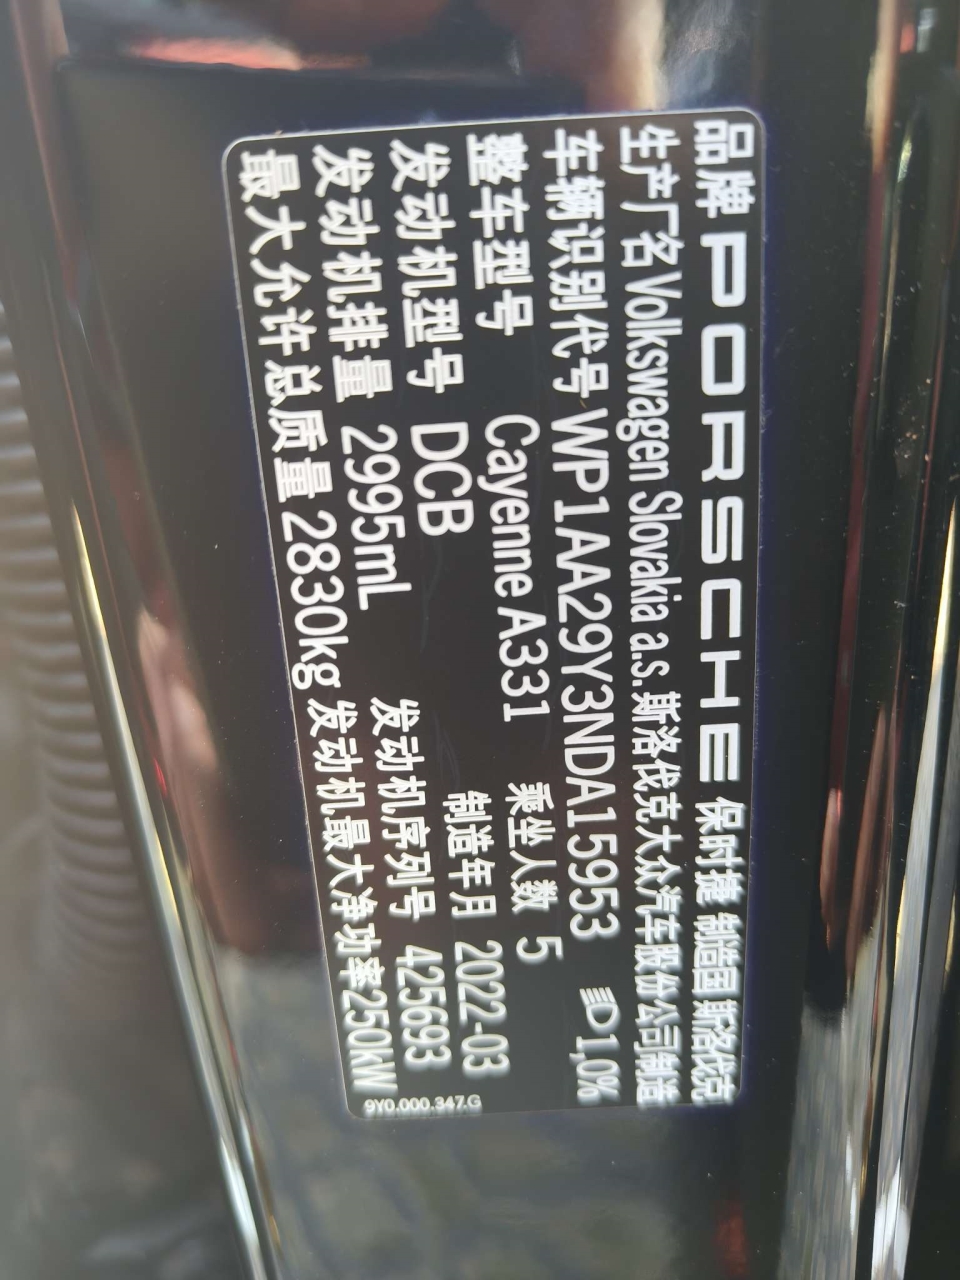 品牌 PORSCHE 保时捷 制造国 斯洛伐克
生产厂名 Volkswagen Slovakia a.s. 斯洛伐克大众汽车股份公司制造
车辆识别代号 WP1AA29Y3NDA15953 1,0%
整车型号 Cayenne A331 乘坐人数 5
发动机型号 DCB 制造年月 2022-03
发动机排量 2995mL 发动机序列号 425693
最大允许总质量 2830kg 发动机最大净功率250kW
9Y0.000.347.G